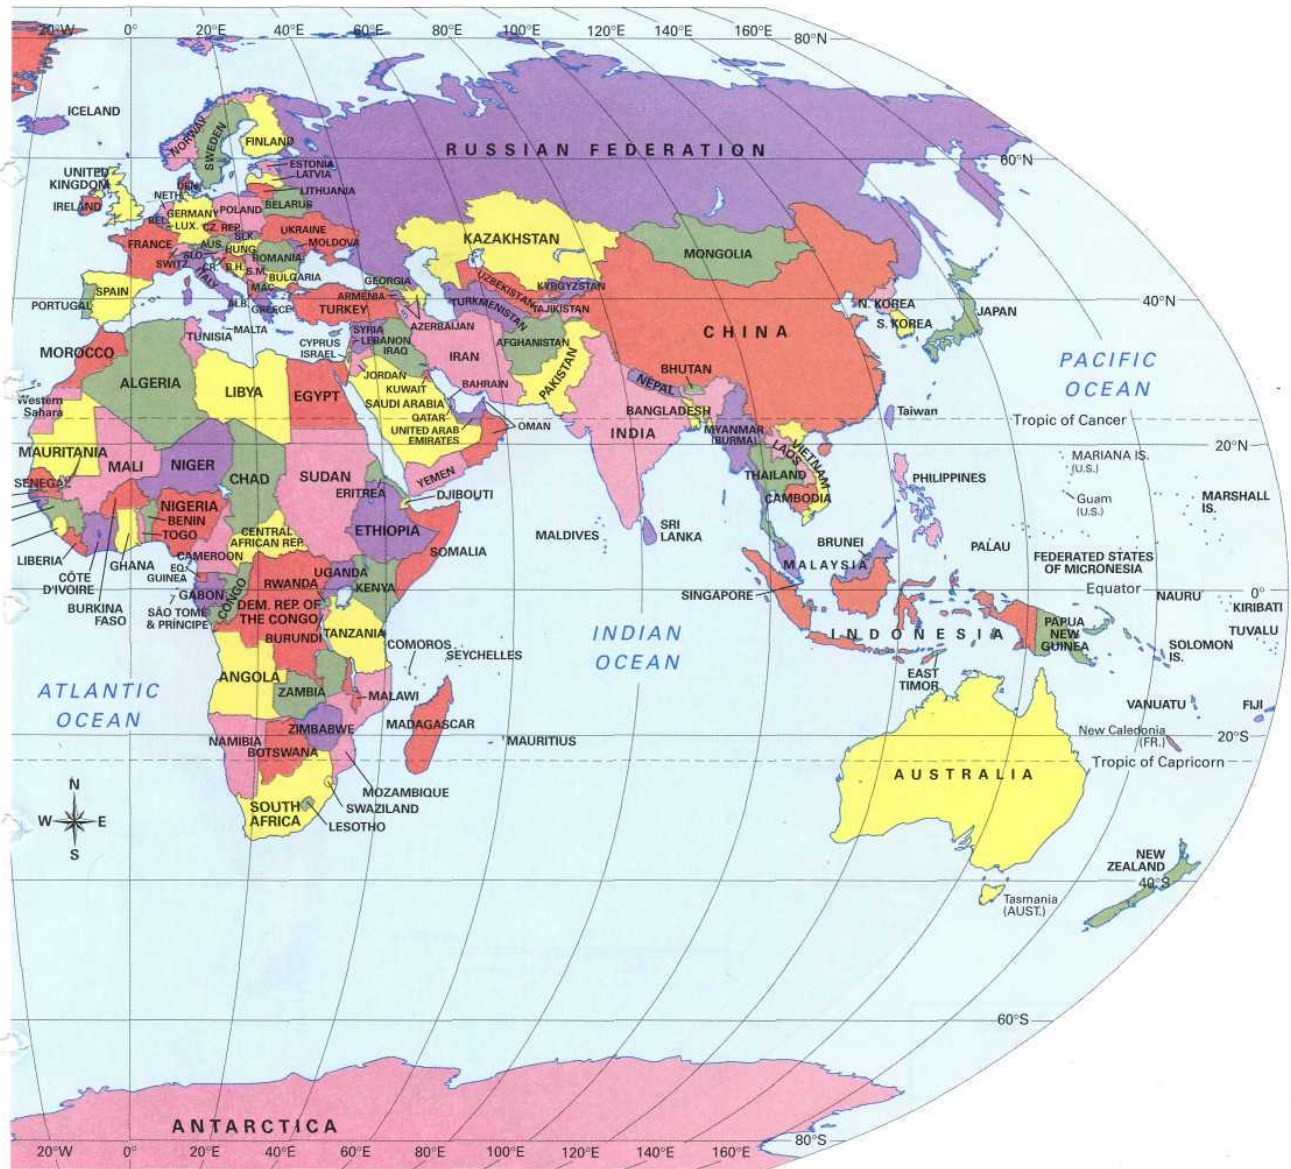 20°W 0° 20°E 40°E 60°E 80°E 100°E 120°E 140°E 160°E 80°N
ICELAND
NORWAY
SWEDEN
FINLAND
RUSSIAN FEDERATION
60°N
ESTONIA
LATVIA
LITHUANIA
UNITED
KINGDOM
IRELAND
DEN.
NETH.
BEL.
LUX.
GERMANY
POLAND
BELARUS
CZ. REP.
SLK.
UKRAINE
MOLDOVA
FRANCE
SWITZ.
AUS.
HUNG.
SLO.
CR.
B.H.
S.M.
ROMANIA
BULGARIA
MAC.
ITALY
ALB.
GREECE
SPAIN
PORTUGAL
MALTA
KAZAKHSTAN
MONGOLIA
GEORGIA
ARMENIA
AZERBAIJAN
TURKEY
UZBEKISTAN
TURKMENISTAN
KYRGYZSTAN
TAJIKISTAN
40°N
N. KOREA
S. KOREA
JAPAN
CHINA
PACIFIC
OCEAN
CYPRUS
ISRAEL
SYRIA
LEBANON
IRAQ
IRAN
AFGHANISTAN
PAKISTAN
JORDAN
KUWAIT
BAHRAIN
SAUDI ARABIA
QATAR
UNITED ARAB
EMIRATES
OMAN
YEMEN
NEPAL
BHUTAN
BANGLADESH
INDIA
MYANMAR
(BURMA)
LAOS
VIETNAM
THAILAND
CAMBODIA
Taiwan
Tropic of Cancer
20°N
MARIANA IS.
(U.S.)
Guam
(U.S.)
MARSHALL
IS.
PHILIPPINES
MOROCCO
TUNISIA
ALGERIA
LIBYA
EGYPT
Western
Sahara
MAURITANIA
MALI
NIGER
CHAD
SUDAN
ERITREA
DJIBOUTI
ETHIOPIA
SOMALIA
SENEGAL
NIGERIA
BENIN
TOGO
LIBERIA
GHANA
CÔTE
D'IVOIRE
BURKINA
FASO
CAMEROON
EQ.
GUINEA
CENTRAL
AFRICAN REP.
GABON
CONGO
SÃO TOMÉ
& PRÍNCIPE
UGANDA
RWANDA
KENYA
DEM. REP. OF
THE CONGO
BURUNDI
TANZANIA
MALDIVES
SRI
LANKA
BRUNEI
MALAYSIA
SINGAPORE
INDONESIA
PALAU
FEDERATED STATES
OF MICRONESIA
Equator
0°
NAURU
KIRIBATI
TUVALU
PAPUA
NEW
GUINEA
SOLOMON
IS.
EAST
TIMOR
VANUATU
FIJI
New Caledonia
(FR.)
20°S
Tropic of Capricorn
INDIAN
OCEAN
COMOROS
SEYCHELLES
ANGOLA
ZAMBIA
MALAWI
MADAGASCAR
MAURITIUS
ATLANTIC
OCEAN
NAMIBIA
BOTSWANA
ZIMBABWE
MOZAMBIQUE
SWAZILAND
LESOTHO
SOUTH
AFRICA
N
W E
S
AUSTRALIA
Tasmania
(AUST.)
NEW
ZEALAND
40°S
60°S
ANTARCTICA
80°S
20°W 0° 20°E 40°E 60°E 80°E 100°E 120°E 140°E 160°E